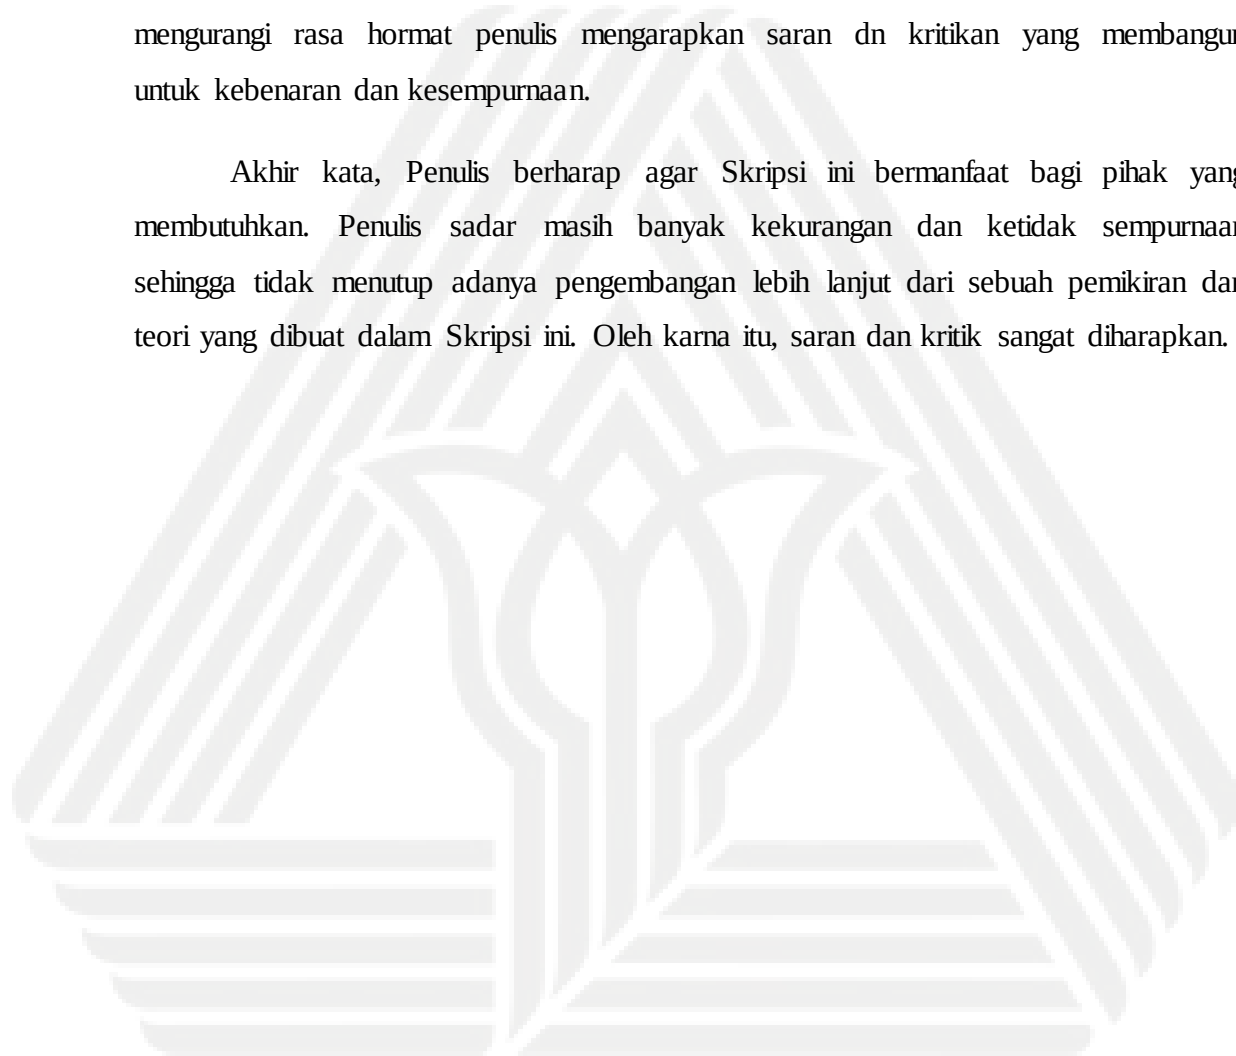 mengurangi rasa hormat penulis mengarapkan saran dn kritikan yang membangun
untuk kebenaran dan kesempurnaan.
Akhir kata, Penulis berharap agar Skripsi ini bermanfaat bagi pihak yang
membutuhkan. Penulis sadar masih banyak kekurangan dan ketidak sempurnaan
sehingga tidak menutup adanya pengembangan lebih lanjut dari sebuah pemikiran dan
teori yang dibuat dalam Skripsi ini. Oleh karna itu, saran dan kritik sangat diharapkan.